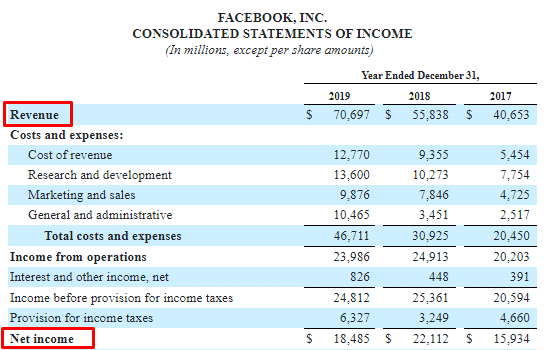 FACEBOOK, INC.
CONSOLIDATED STATEMENTS OF INCOME
(In millions, except per share amounts)
Year Ended December 31,
2019 2018 2017
Revenue $ 70,697 $ 55,838 $ 40,653
Costs and expenses:
Cost of revenue 12,770 9,355 5,454
Research and development 13,600 10,273 7,754
Marketing and sales 9,876 7,846 4,725
General and administrative 10,465 3,451 2,517
Total costs and expenses 46,711 30,925 20,450
Income from operations 23,986 24,913 20,203
Interest and other income, net 826 448 391
Income before provision for income taxes 24,812 25,361 20,594
Provision for income taxes 6,327 3,249 4,660
Net income $ 18,485 $ 22,112 $ 15,934